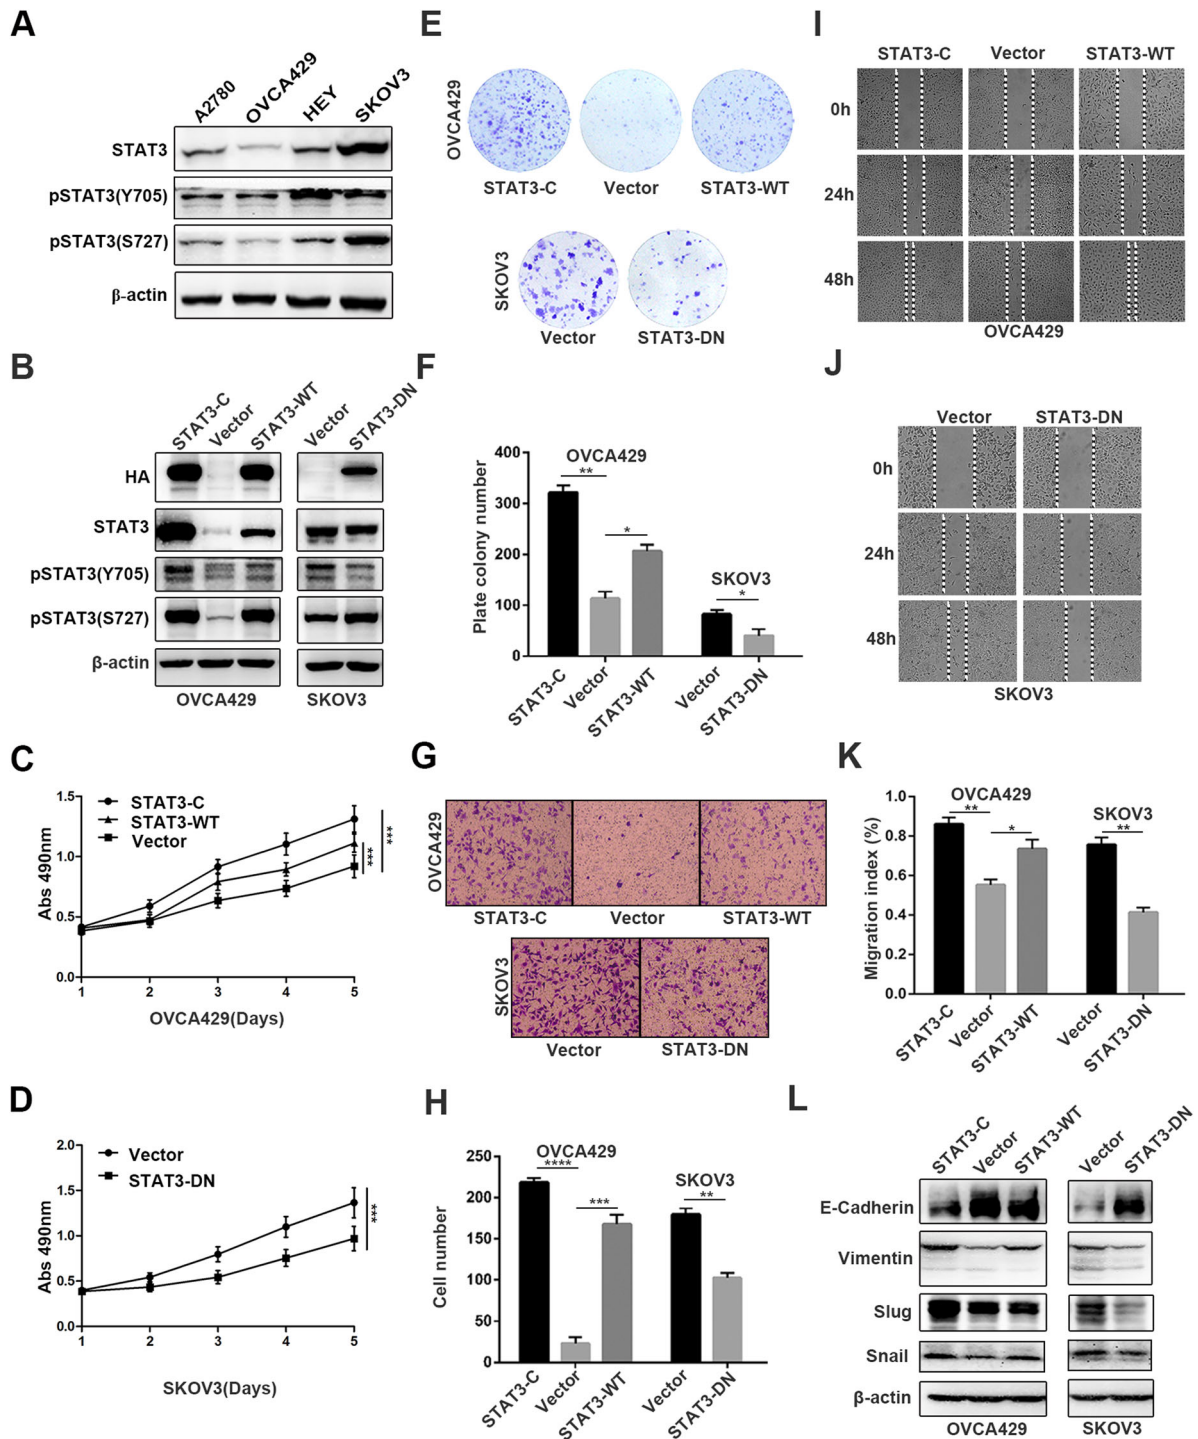 A
A2780
OVCA429
HEY
SKOV3
STAT3
pSTAT3(Y705)
pSTAT3(S727)
β-actin
B
STAT3-C
Vector
STAT3-WT
Vector
STAT3-DN
HA
STAT3
pSTAT3(Y705)
pSTAT3(S727)
β-actin
OVCA429
SKOV3
C
1.5
1.0
0.5
0.0
Abs 490nm
STAT3-C
STAT3-WT
Vector
***
***
1 2 3 4 5
OVCA429(Days)
D
2.0
1.5
1.0
0.5
0.0
Abs 490nm
Vector
STAT3-DN
***
1 2 3 4 5
SKOV3(Days)
E
OVCA429
STAT3-C Vector STAT3-WT
SKOV3
Vector STAT3-DN
F
400
300
200
100
0
Plate colony number
OVCA429
**
*
SKOV3
*
STAT3-C
Vector
STAT3-WT
Vector
STAT3-DN
G
OVCA429
STAT3-C Vector STAT3-WT
SKOV3
Vector STAT3-DN
H
250
200
150
100
50
0
Cell number
OVCA429
****
***
SKOV3
**
STAT3-C
Vector
STAT3-WT
Vector
STAT3-DN
I
STAT3-C Vector STAT3-WT
0h
24h
48h
OVCA429
J
Vector STAT3-DN
0h
24h
48h
SKOV3
K
1.0
0.8
0.6
0.4
0.2
0.0
Migration index (%)
OVCA429
**
*
SKOV3
**
STAT3-C
Vector
STAT3-WT
Vector
STAT3-DN
L
STAT3-C
Vector
STAT3-WT
Vector
STAT3-DN
E-Cadherin
Vimentin
Slug
Snail
β-actin
OVCA429
SKOV3